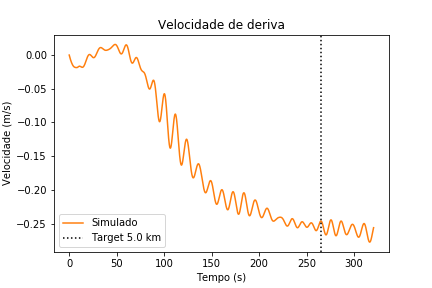 Velocidade de deriva
0.00
−0.05
−0.10
−0.15
−0.20
−0.25
Velocidade (m/s)
Simulado
Target 5.0 km
0 50 100 150 200 250 300
Tempo (s)